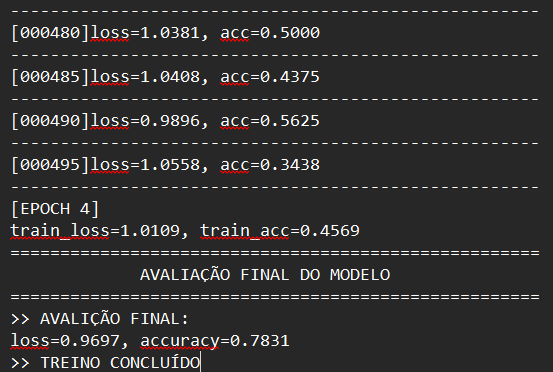 ------------------------------------------------------
[000480]loss=1.0381, acc=0.5000
------------------------------------------------------
[000485]loss=1.0408, acc=0.4375
------------------------------------------------------
[000490]loss=0.9896, acc=0.5625
------------------------------------------------------
[000495]loss=1.0558, acc=0.3438
------------------------------------------------------
[EPOCH 4]
train_loss=1.0109, train_acc=0.4569
=====================================================
AVALIAÇÃO FINAL DO MODELO
=====================================================
>> AVALIÇÃO FINAL:
loss=0.9697, accuracy=0.7831
>> TREINO CONCLUÍDO